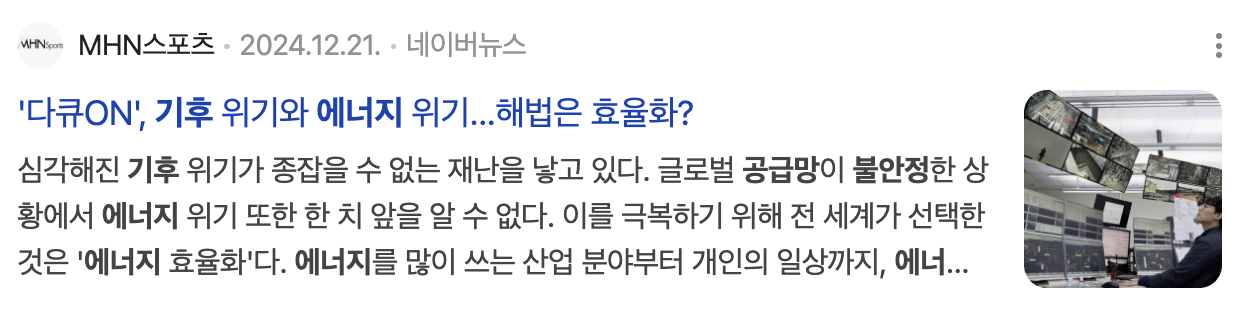 MHNSports
MHN스포츠 · 2024.12.21. · 네이버뉴스
'다큐ON', 기후 위기와 에너지 위기...해법은 효율화?
심각해진 기후 위기가 종잡을 수 없는 재난을 낳고 있다. 글로벌 공급망이 불안정한 상
황에서 에너지 위기 또한 한 치 앞을 알 수 없다. 이를 극복하기 위해 전 세계가 선택한
것은 '에너지 효율화'다. 에너지를 많이 쓰는 산업 분야부터 개인의 일상까지, 에너...